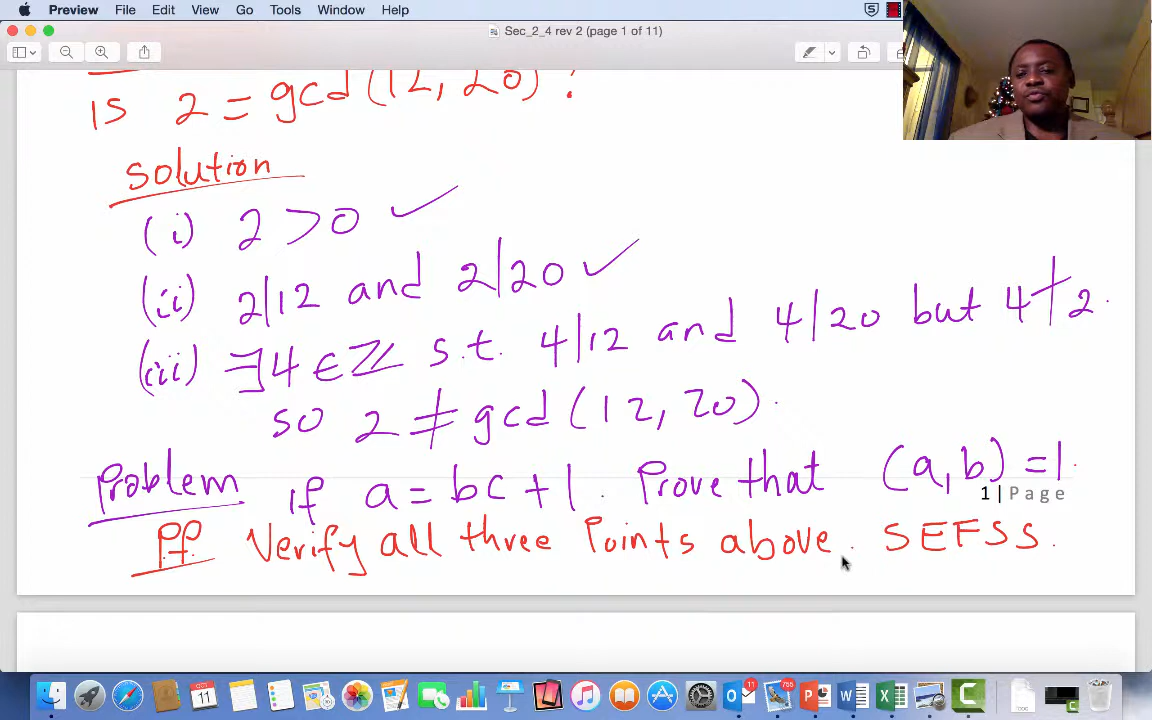 Preview File Edit View Go Tools Window Help
Sec_2_4 rev 2 (page 1 of 11)
Is 2 = gcd(12, 20)?
Solution
(i) 2 > 0 ✓
(ii) 2|12 and 2|20 ✓
(iii) ∃4 ∈ ℤ s.t. 4|12 and 4|20 but 4∤2.
so 2 ≠ gcd(12, 20).
Problem If a = bc + 1. Prove that (a, b) = 1.
1 | Page
Pf. Verify all three Points above. SEFSS.
11
755
SEP
11